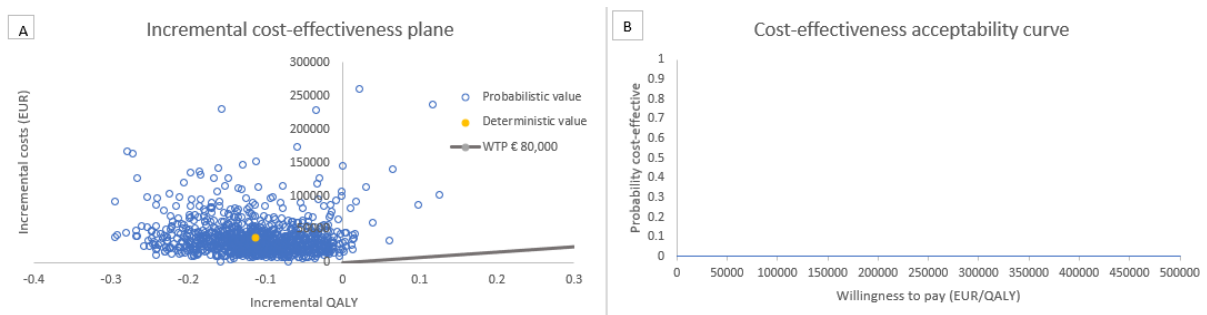 A
Incremental cost-effectiveness plane
Incremental costs (EUR)
300000
250000
200000
150000
100000
50000
0
Probabilistic value
Deterministic value
WTP € 80,000
-0.4 -0.3 -0.2 -0.1 0 0.1 0.2 0.3
Incremental QALY
B
Cost-effectiveness acceptability curve
Probability cost-effective
1
0.9
0.8
0.7
0.6
0.5
0.4
0.3
0.2
0.1
0
0 50000 100000 150000 200000 250000 300000 350000 400000 450000 500000
Willingness to pay (EUR/QALY)